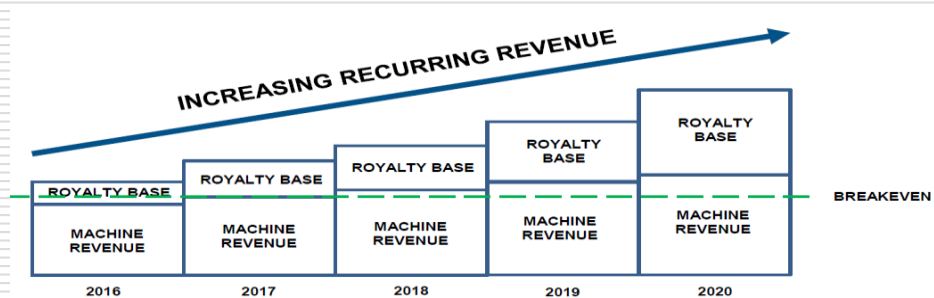 INCREASING RECURRING REVENUE
ROYALTY BASE
MACHINE
REVENUE
ROYALTY BASE
MACHINE
REVENUE
ROYALTY BASE
MACHINE
REVENUE
ROYALTY
BASE
MACHINE
REVENUE
ROYALTY
BASE
MACHINE
REVENUE
BREAKEVEN
2016
2017
2018
2019
2020